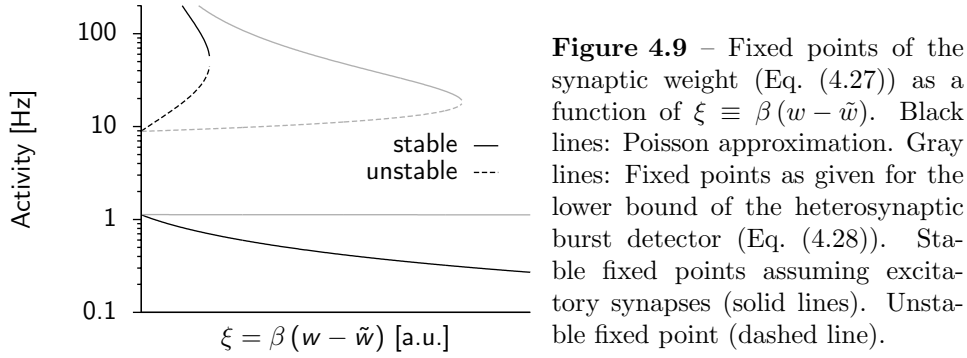 100
10
1
0.1
Activity [Hz]
stable
unstable
ξ = β (w − w̃) [a.u.]
Figure 4.9 – Fixed points of the
synaptic weight (Eq. (4.27)) as a
function of ξ ≡ β (w − w̃). Black
lines: Poisson approximation. Gray
lines: Fixed points as given for the
lower bound of the heterosynaptic
burst detector (Eq. (4.28)). Sta-
ble fixed points assuming excita-
tory synapses (solid lines). Unsta-
ble fixed point (dashed line).